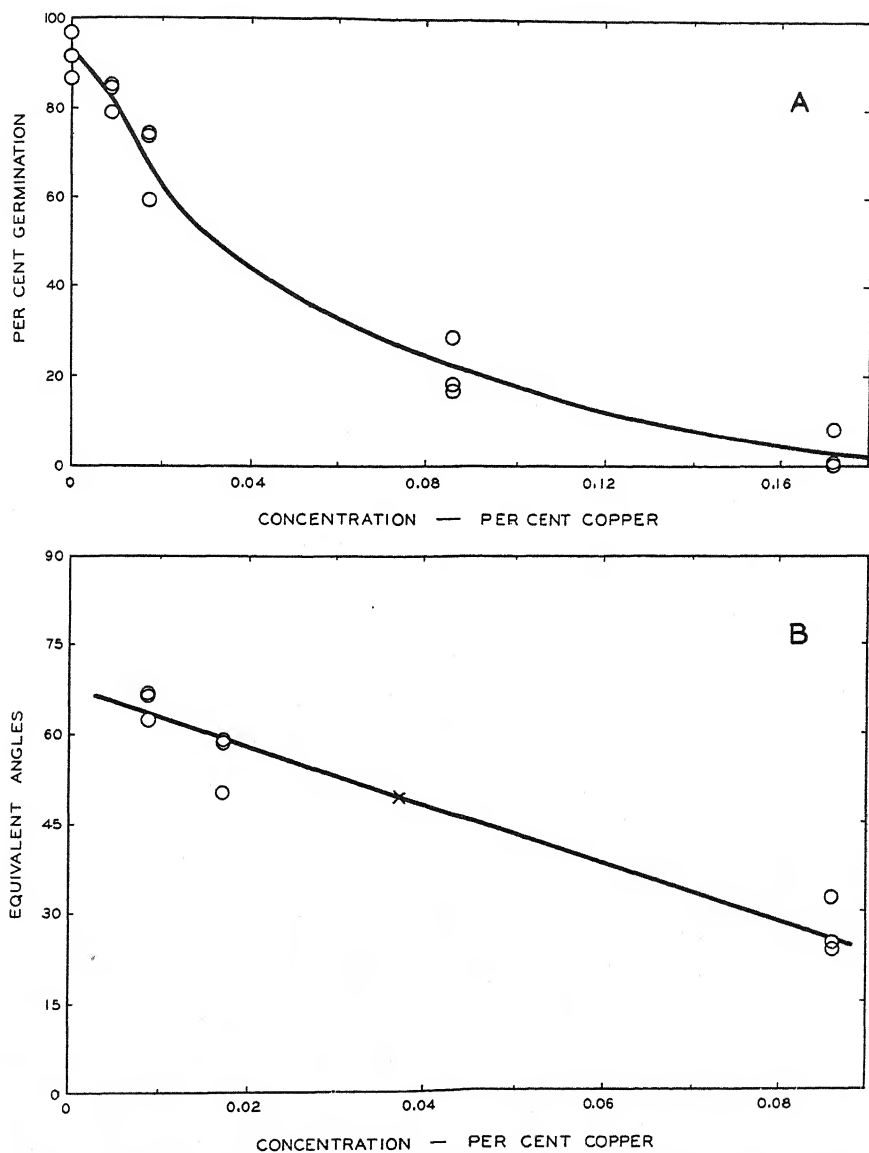 A
PER CENT GERMINATION
100
80
60
40
20
0
0 0.04 0.08 0.12 0.16
CONCENTRATION — PER CENT COPPER
B
EQUIVALENT ANGLES
90
75
60
45
30
15
0
0 0.02 0.04 0.06 0.08
CONCENTRATION — PER CENT COPPER